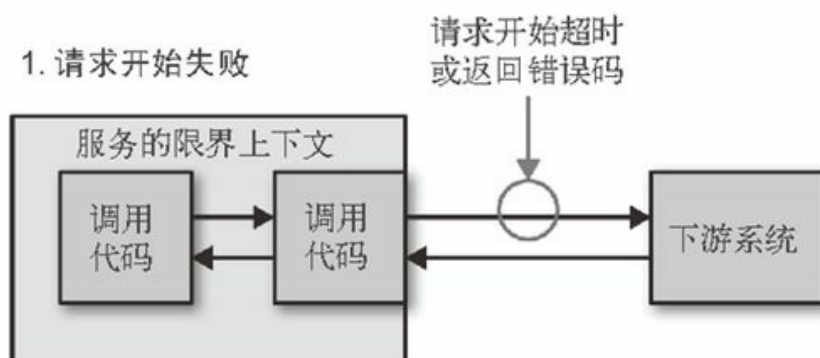 请求开始超时
或返回错误码
1. 请求开始失败
服务的限界上下文
调用
代码
调用
代码
下游系统